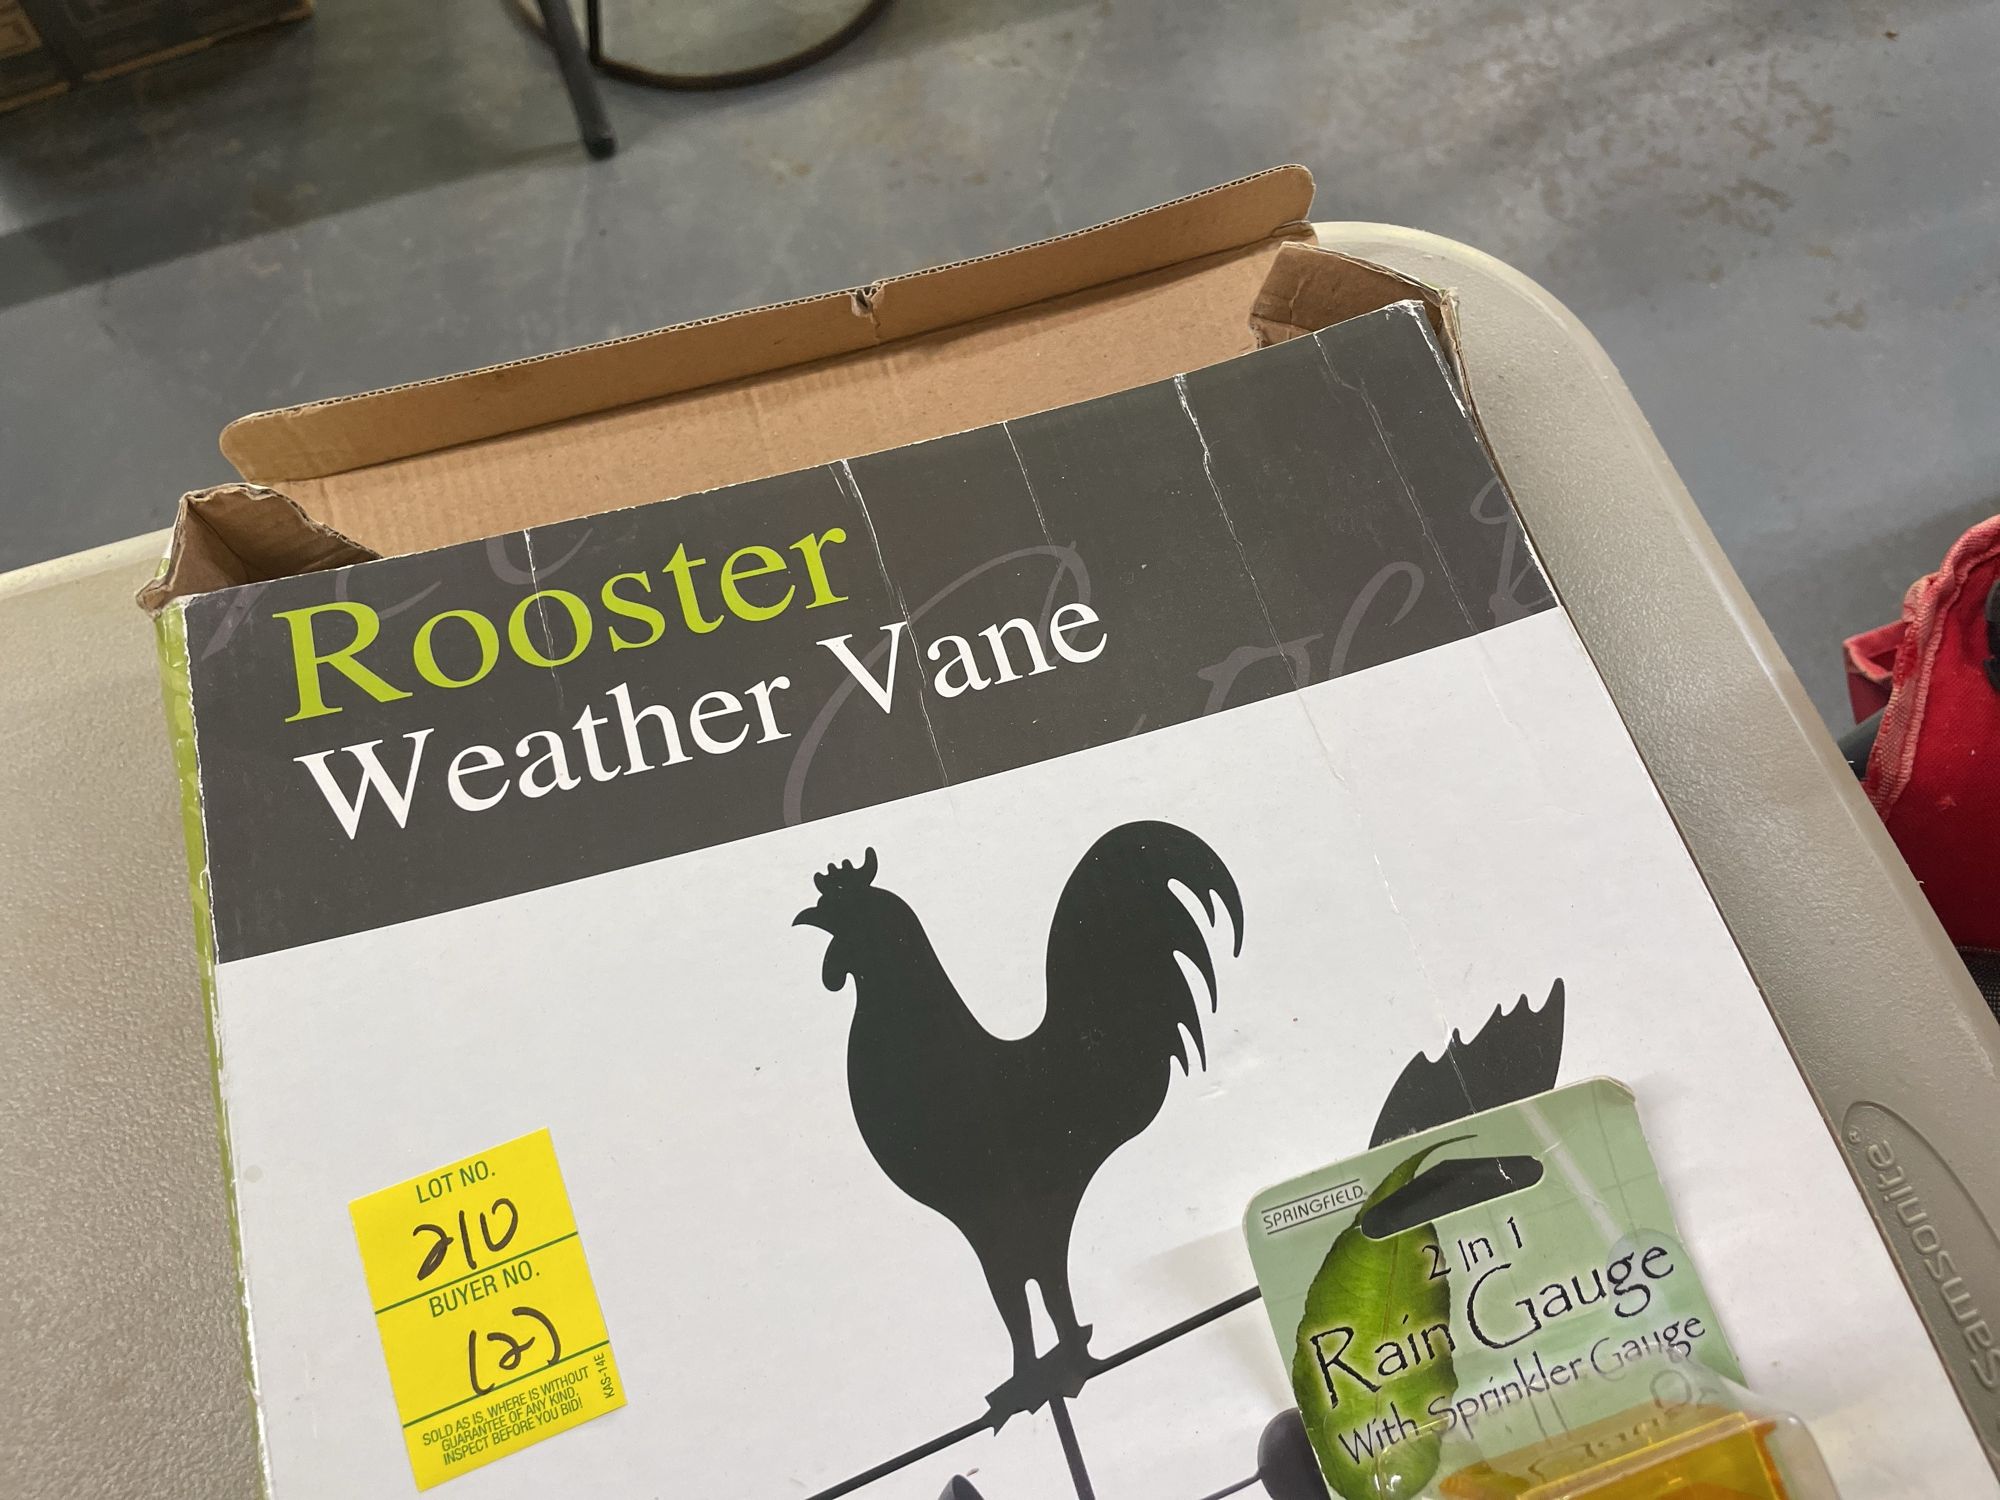 Rooster
Weather Vane
LOT NO.
210
BUYER NO.
(2)
SOLD AS IS, WHERE IS WITHOUT
GUARANTEE OF ANY KIND.
INSPECT BEFORE YOU BID!
KAS-14E
SPRINGFIELD®
2 In 1
Rain Gauge
With Sprinkler Gauge
Samsonite®